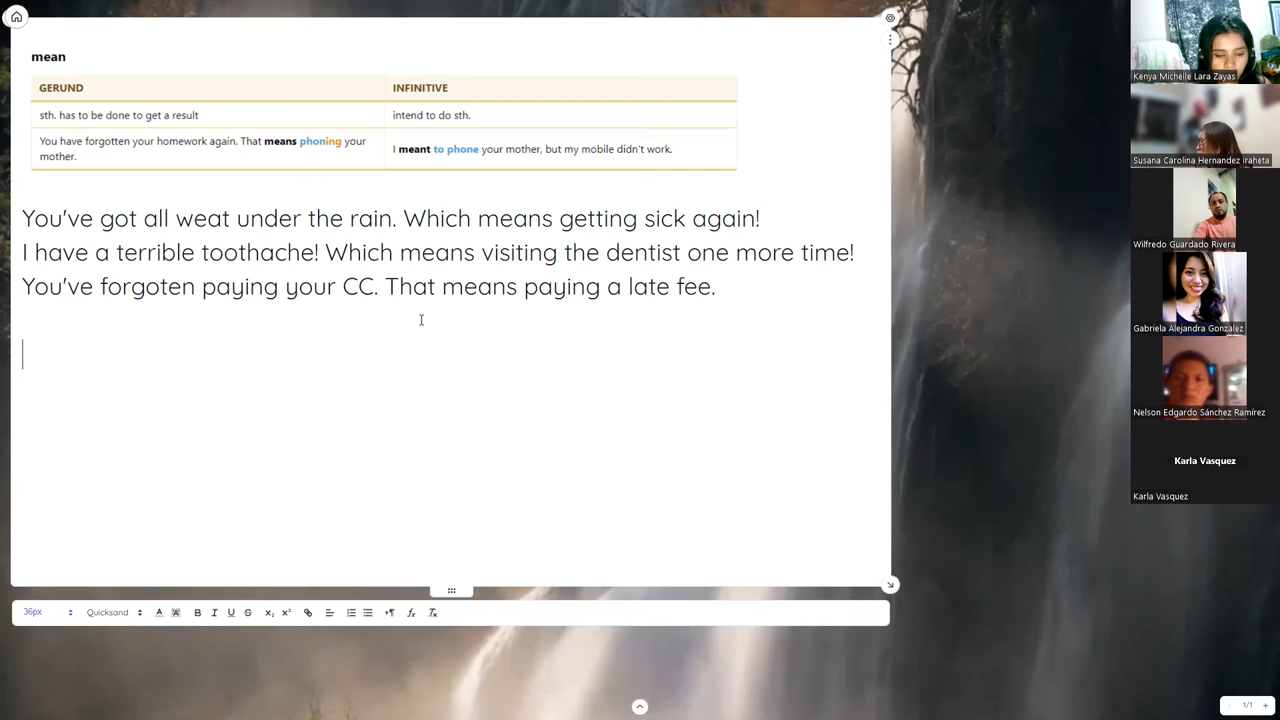 mean
GERUND INFINITIVE
sth. has to be done to get a result intend to do sth.
You have forgotten your homework again. That means phoning your
mother.
I meant to phone your mother, but my mobile didn't work.
You've got all weat under the rain. Which means getting sick again!
I have a terrible toothache! Which means visiting the dentist one more time!
You've forgoten paying your CC. That means paying a late fee.
36px Quicksand
1/1
Kenya Michelle Lara Zayas
Susana Carolina Hernandez Iraheta
Wilfredo Guardado Rivera
Gabriela Alejandra Gonzalez
Nelson Edgardo Sánchez Ramírez
Karla Vasquez
Karla Vasquez